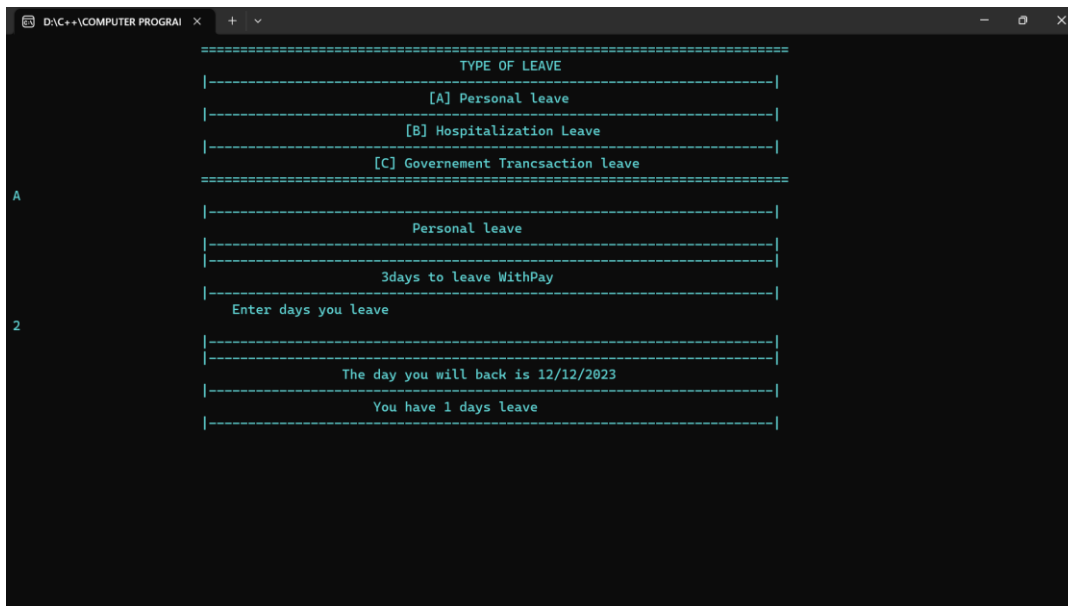 D:\C++\COMPUTER PROGRAI
========================================================================
TYPE OF LEAVE
|------------------------------------------------------------------------|
[A] Personal leave
|------------------------------------------------------------------------|
[B] Hospitalization Leave
|------------------------------------------------------------------------|
[C] Governement Trancsaction leave
========================================================================
A
|------------------------------------------------------------------------|
Personal leave
|------------------------------------------------------------------------|
|------------------------------------------------------------------------|
3days to leave WithPay
|------------------------------------------------------------------------|
Enter days you leave
2
|------------------------------------------------------------------------|
|------------------------------------------------------------------------|
The day you will back is 12/12/2023
|------------------------------------------------------------------------|
You have 1 days leave
|------------------------------------------------------------------------|